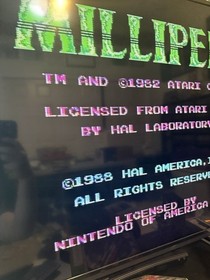 MILLIPE
TM AND ©1982 ATARI
LICENSED FROM ATARI
BY HAL LABORATORY
©1988 HAL AMERICA, I
ALL RIGHTS RESERVE
LICENSED BY
NINTENDO OF AMERICA